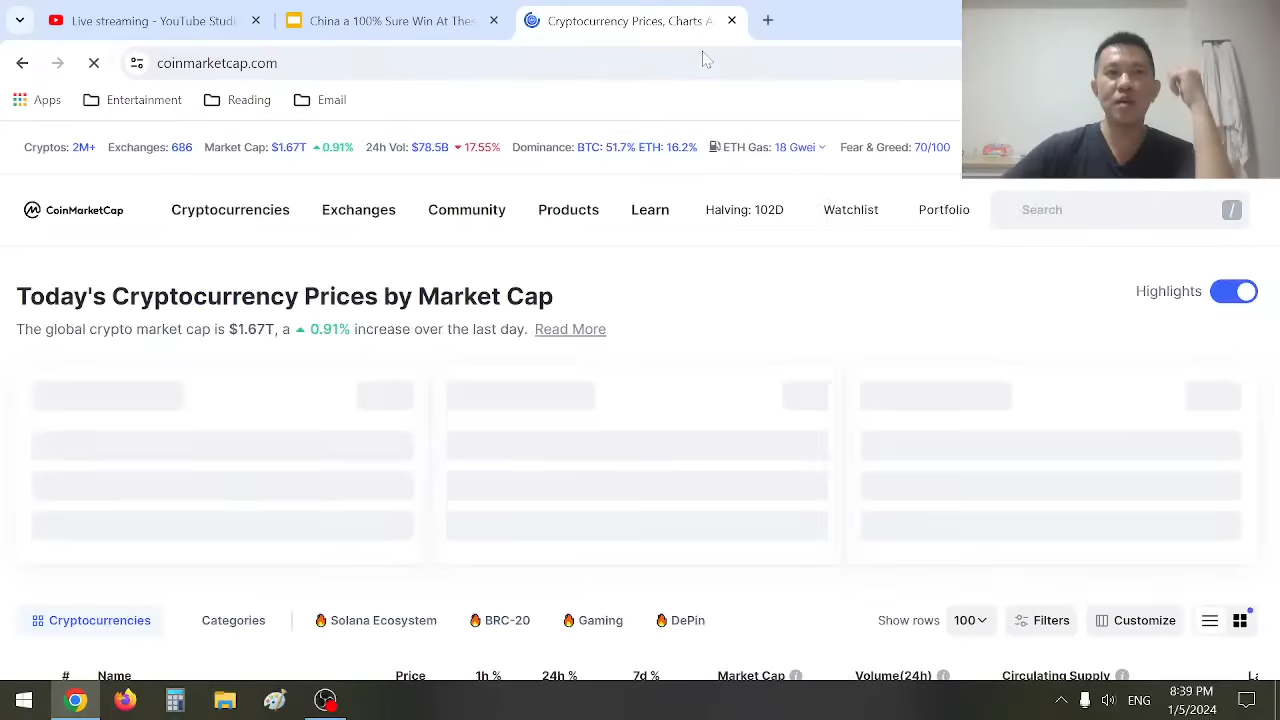 Live streaming - YouTube Studi
China a 100% Sure Win At Thes
Cryptocurrency Prices, Charts A
coinmarketcap.com
Apps
Entertainment
Reading
Email
Cryptos: 2M+ Exchanges: 686 Market Cap: $1.67T 0.91% 24h Vol: $78.5B 17.55% Dominance: BTC: 51.7% ETH: 16.2% ETH Gas: 18 Gwei Fear & Greed: 70/100
CoinMarketCap
Cryptocurrencies Exchanges Community Products Learn Halving: 102D Watchlist Portfolio Search /
Today's Cryptocurrency Prices by Market Cap
Highlights
The global crypto market cap is $1.67T, a 0.91% increase over the last day. Read More
Cryptocurrencies Categories Solana Ecosystem BRC-20 Gaming DePin Show rows 100 Filters Customize
# Name Price 1h % 24h % 7d % Market Cap Volume(24h) Circulating Supply La
ENG
8:39 PM
1/5/2024